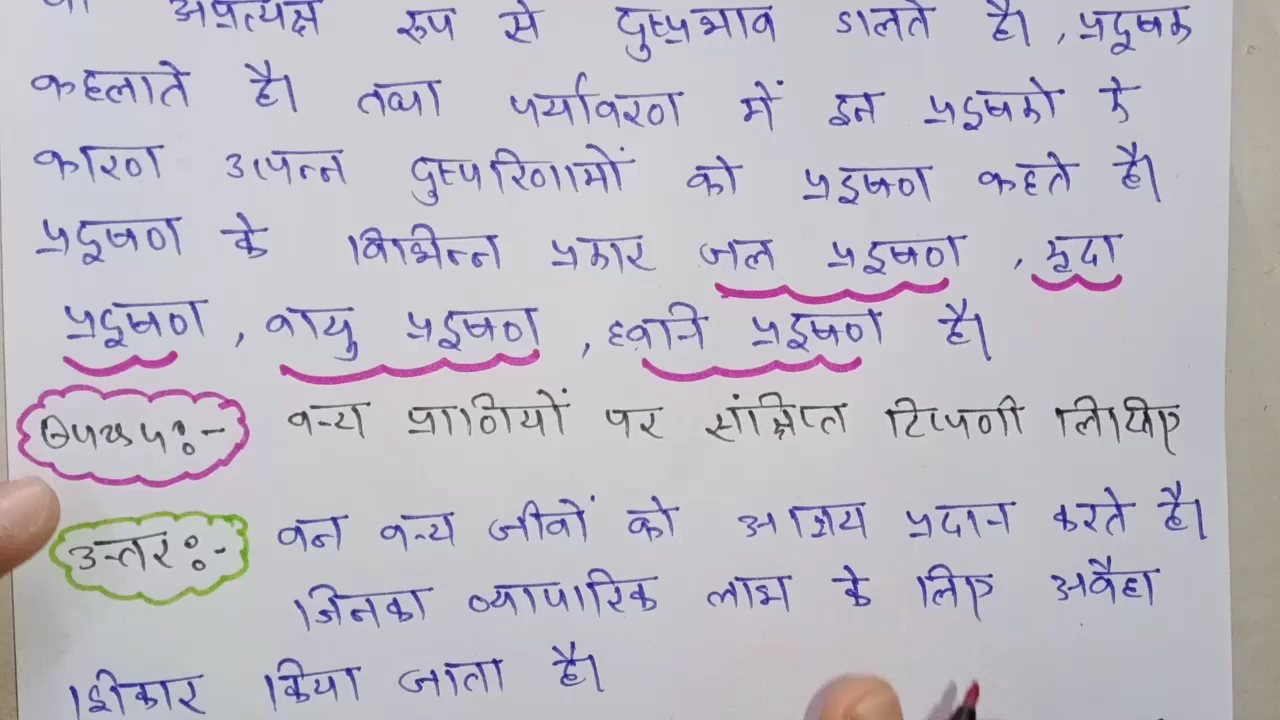 या अप्रत्यक्ष रूप से दुष्प्रभाव डालते है। , प्रदूषक
कहलाते है। तथा पर्यावरण में इन प्रदूषको के
कारण उत्पन्न दुष्परिणामों को प्रदूषण कहते है।
प्रदूषण के विभिन्न प्रकार जल प्रदूषण , मृदा
प्रदूषण , वायु प्रदूषण , ध्वनि प्रदूषण है।
वन्य प्राणियों पर संक्षिप्त टिप्पणी लिखिए
उत्तर:- वन वन्य जीवों को आश्रय प्रदान करते है।
जिनका व्यापारिक लाभ के लिए अवैध
शिकार किया जाता है।